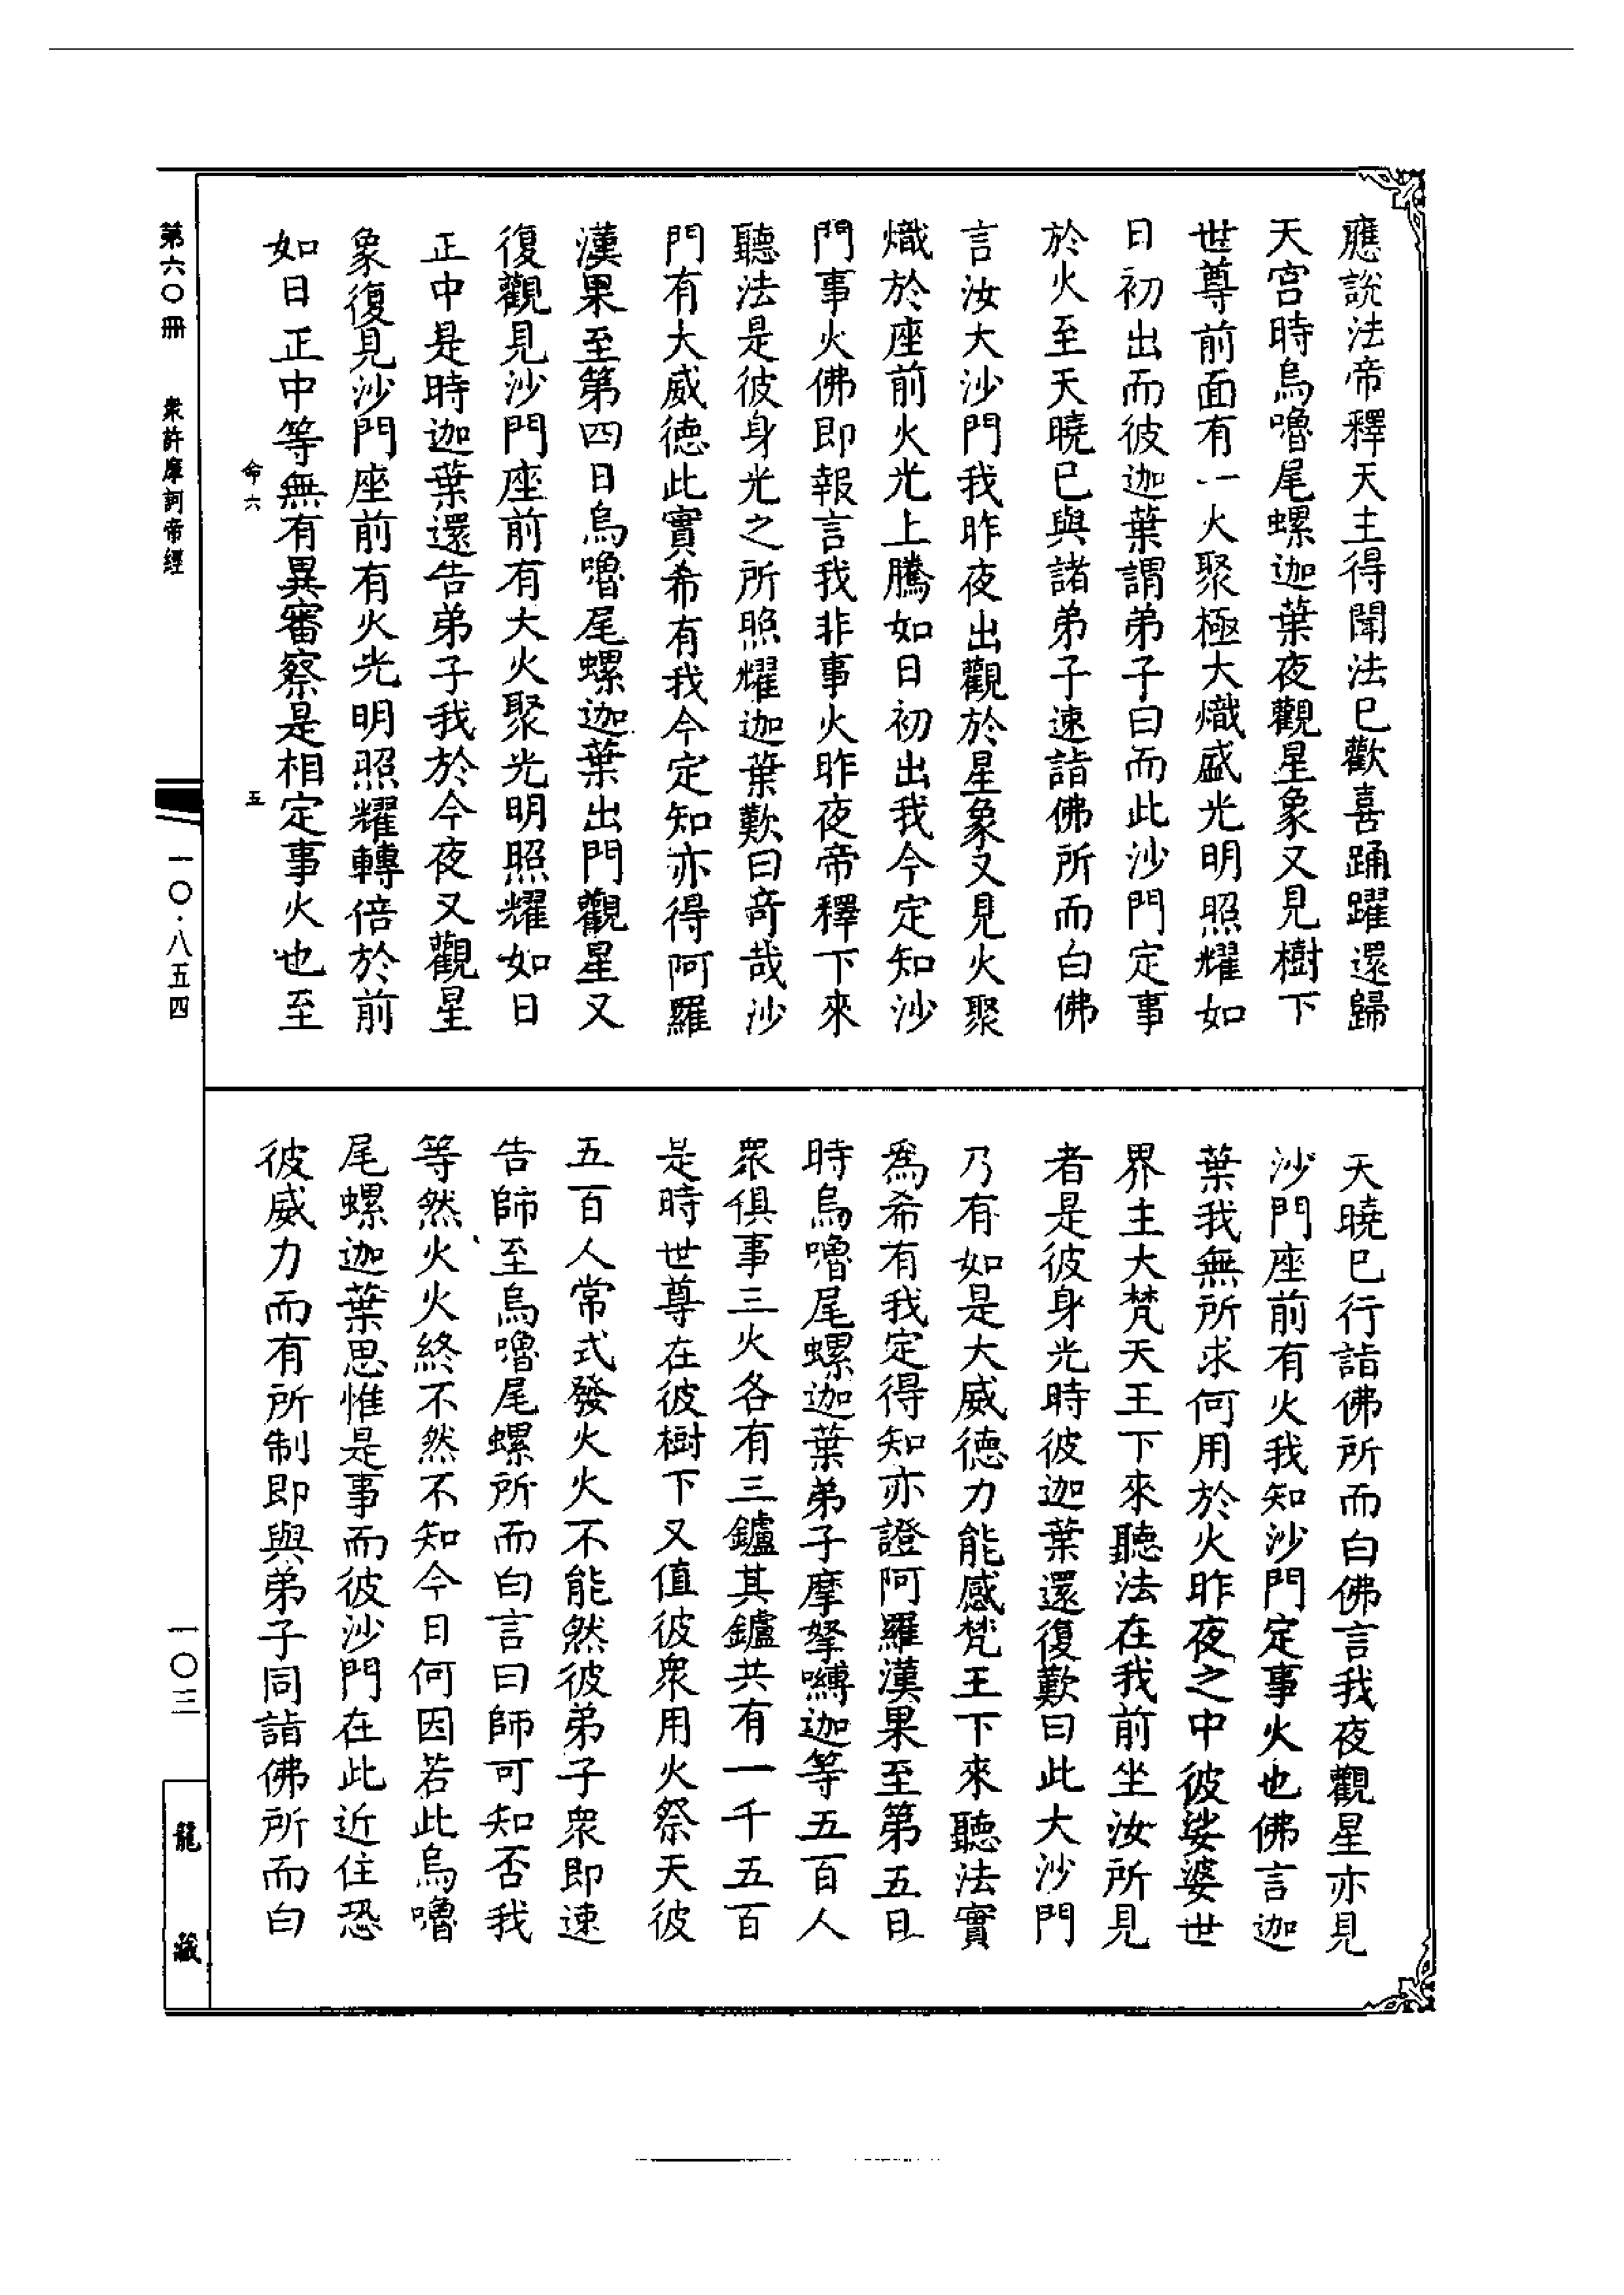 應說法帝釋天主得聞法已歡喜踊躍還歸
天宮時烏嚕尾螺迦葉夜觀星象又見樹下
世尊前面有一火聚極大熾盛光明照耀如
日初出而彼迦葉謂弟子曰而此沙門定事
於火至天曉已與諸弟子速詣佛所而白佛
言汝大沙門我昨夜出觀於星象又見火聚
熾於座前火光上騰如日初出我今定知沙
門事火佛即報言我非事火昨夜帝釋下來
聽法是彼身光之所照耀迦葉歎曰奇哉沙
門有大威德此實希有我今定知亦得阿羅
漢果至第四日烏嚕尾螺迦葉出門觀星又
復觀見沙門座前有大火聚光明照耀如日
正中是時迦葉還告弟子我於今夜又觀星
象復見沙門座前有火光明照耀轉倍於前
如日正中等無有異審察是相定事火也至
命六 五
天曉已行詣佛所而白佛言我夜觀星亦見
沙門座前有火我知沙門定事火也佛言迦
葉我無所求何用於火昨夜之中彼娑婆世
界主大梵天王下來聽法在我前坐汝所見
者是彼身光時彼迦葉還復歎曰此大沙門
乃有如是大威德力能感梵王下來聽法實
為希有我定得知亦證阿羅漢果至第五日
時烏嚕尾螺迦葉弟子摩拏嚩迦等五百人
眾俱事三火各有三鑪其鑪共有一千五百
是時世尊在彼樹下又值彼眾用火祭天彼
五百人常式發火火不能然彼弟子眾即速
告師至烏嚕尾螺所而白言曰師可知否我
等然火火終不然不知今日何因若此烏嚕
尾螺迦葉思惟是事而彼沙門在此近住恐
彼威力而有所制即與弟子同詣佛所而白
第六〇冊 眾許摩訶帝經
一〇·八五四
一〇三
龍藏